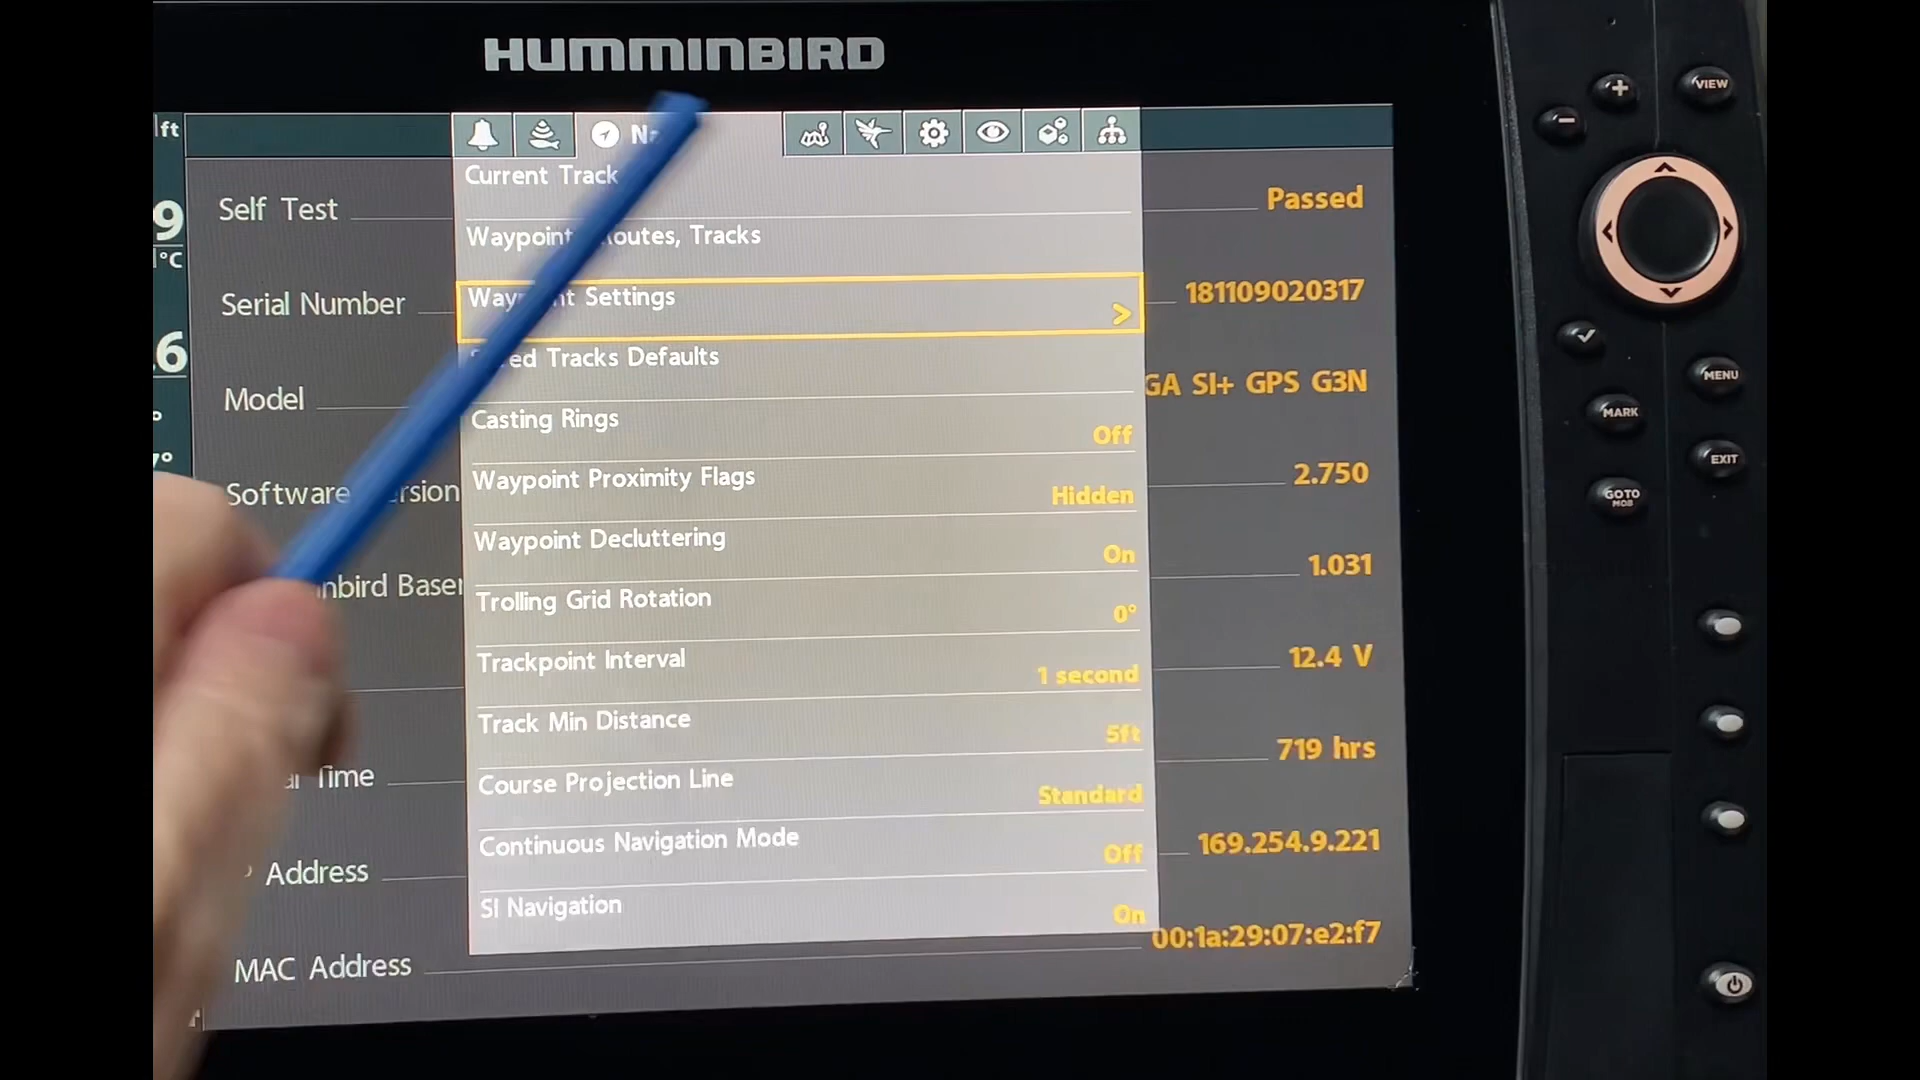 HUMMINBIRD
VIEW
ft
Current Track
Self Test
Passed
9
Routes, Tracks
°C
Settings
Serial Number
181109020317
6
Tracks Defaults
MENU
Model
GA SI+ GPS G3N
Casting Rings
Off
MARK
EXIT
Waypoint Proximity Flags
Hidden
Software
2.750
GOTO
MOB
Waypoint Decluttering
On
1.031
Trolling Grid Rotation
0°
Trackpoint Interval
1 second
12.4 V
Track Min Distance
5ft
Time
719 hrs
Course Projection Line
Standard
Continuous Navigation Mode
Off
Address
169.254.9.221
SI Navigation
On
MAC Address
00:1a:29:07:e2:f7